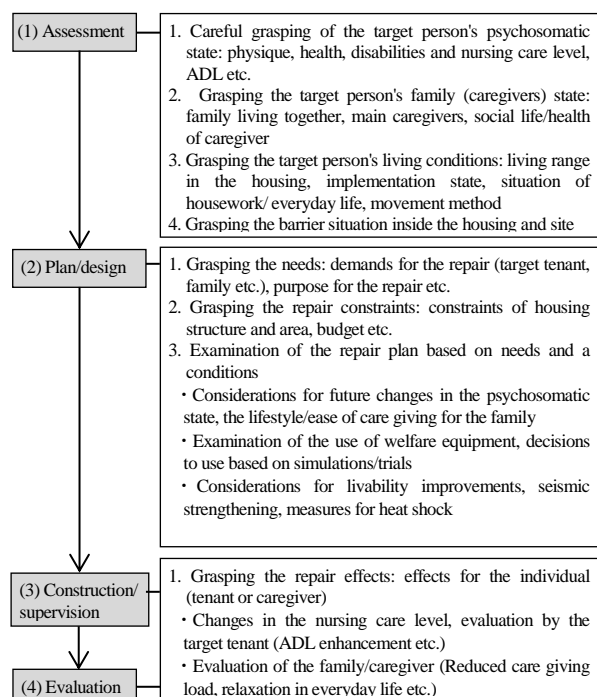 (1) Assessment
1. Careful grasping of the target person's psychosomatic
state: physique, health, disabilities and nursing care level,
ADL etc.
2. Grasping the target person's family (caregivers) state:
family living together, main caregivers, social life/health
of caregiver
3. Grasping the target person's living conditions: living range
in the housing, implementation state, situation of
housework/ everyday life, movement method
4. Grasping the barrier situation inside the housing and site
(2) Plan/design
1. Grasping the needs: demands for the repair (target tenant,
family etc.), purpose for the repair etc.
2. Grasping the repair constraints: constraints of housing
structure and area, budget etc.
3. Examination of the repair plan based on needs and a
conditions
・Considerations for future changes in the psychosomatic
state, the lifestyle/ease of care giving for the family
・Examination of the use of welfare equipment, decisions
to use based on simulations/trials
・Considerations for livability improvements, seismic
strengthening, measures for heat shock
(3) Construction/
supervision
1. Grasping the repair effects: effects for the individual
(tenant or caregiver)
・Changes in the nursing care level, evaluation by the
target tenant (ADL enhancement etc.)
・Evaluation of the family/caregiver (Reduced care giving
load, relaxation in everyday life etc.)
(4) Evaluation